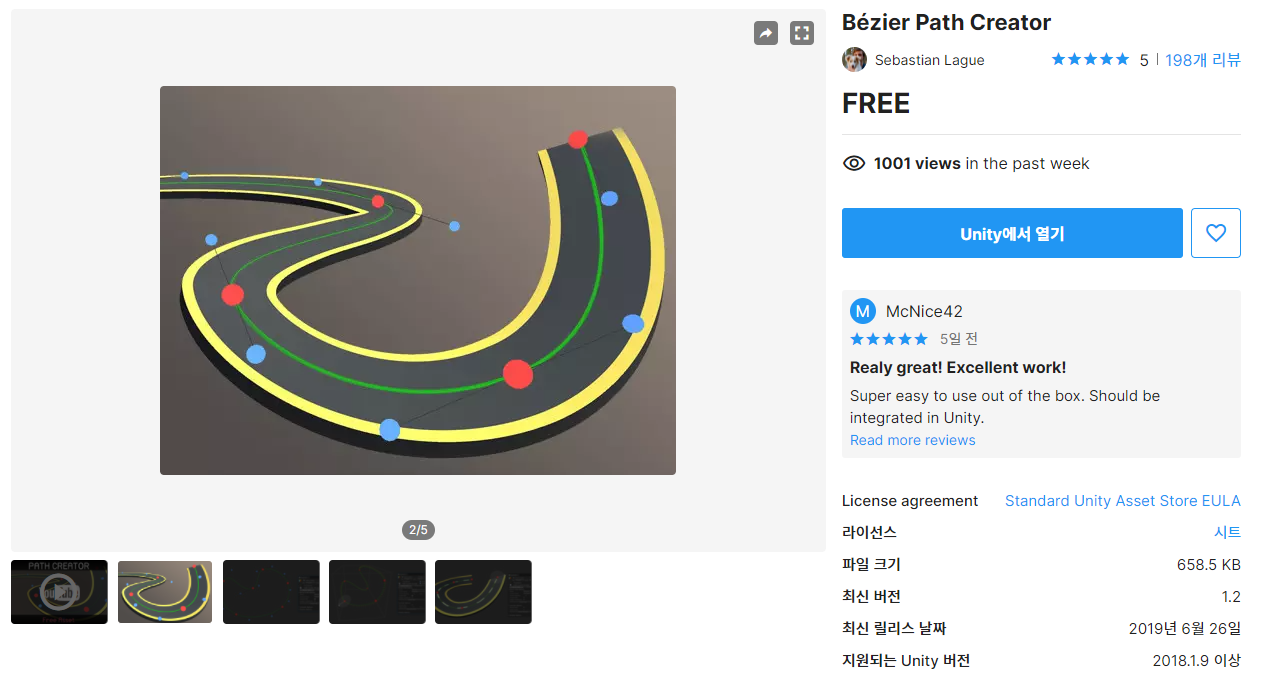 Bézier Path Creator
Sebastian Lague
5 | 198개 리뷰
FREE
1001 views in the past week
Unity에서 열기
M McNice42
5일 전
Realy great! Excellent work!
Super easy to use out of the box. Should be
integrated in Unity.
Read more reviews
License agreement Standard Unity Asset Store EULA
라이선스 시트
파일 크기 658.5 KB
최신 버전 1.2
최신 릴리스 날짜 2019년 6월 26일
지원되는 Unity 버전 2018.1.9 이상
2/5
PATH CREATOR